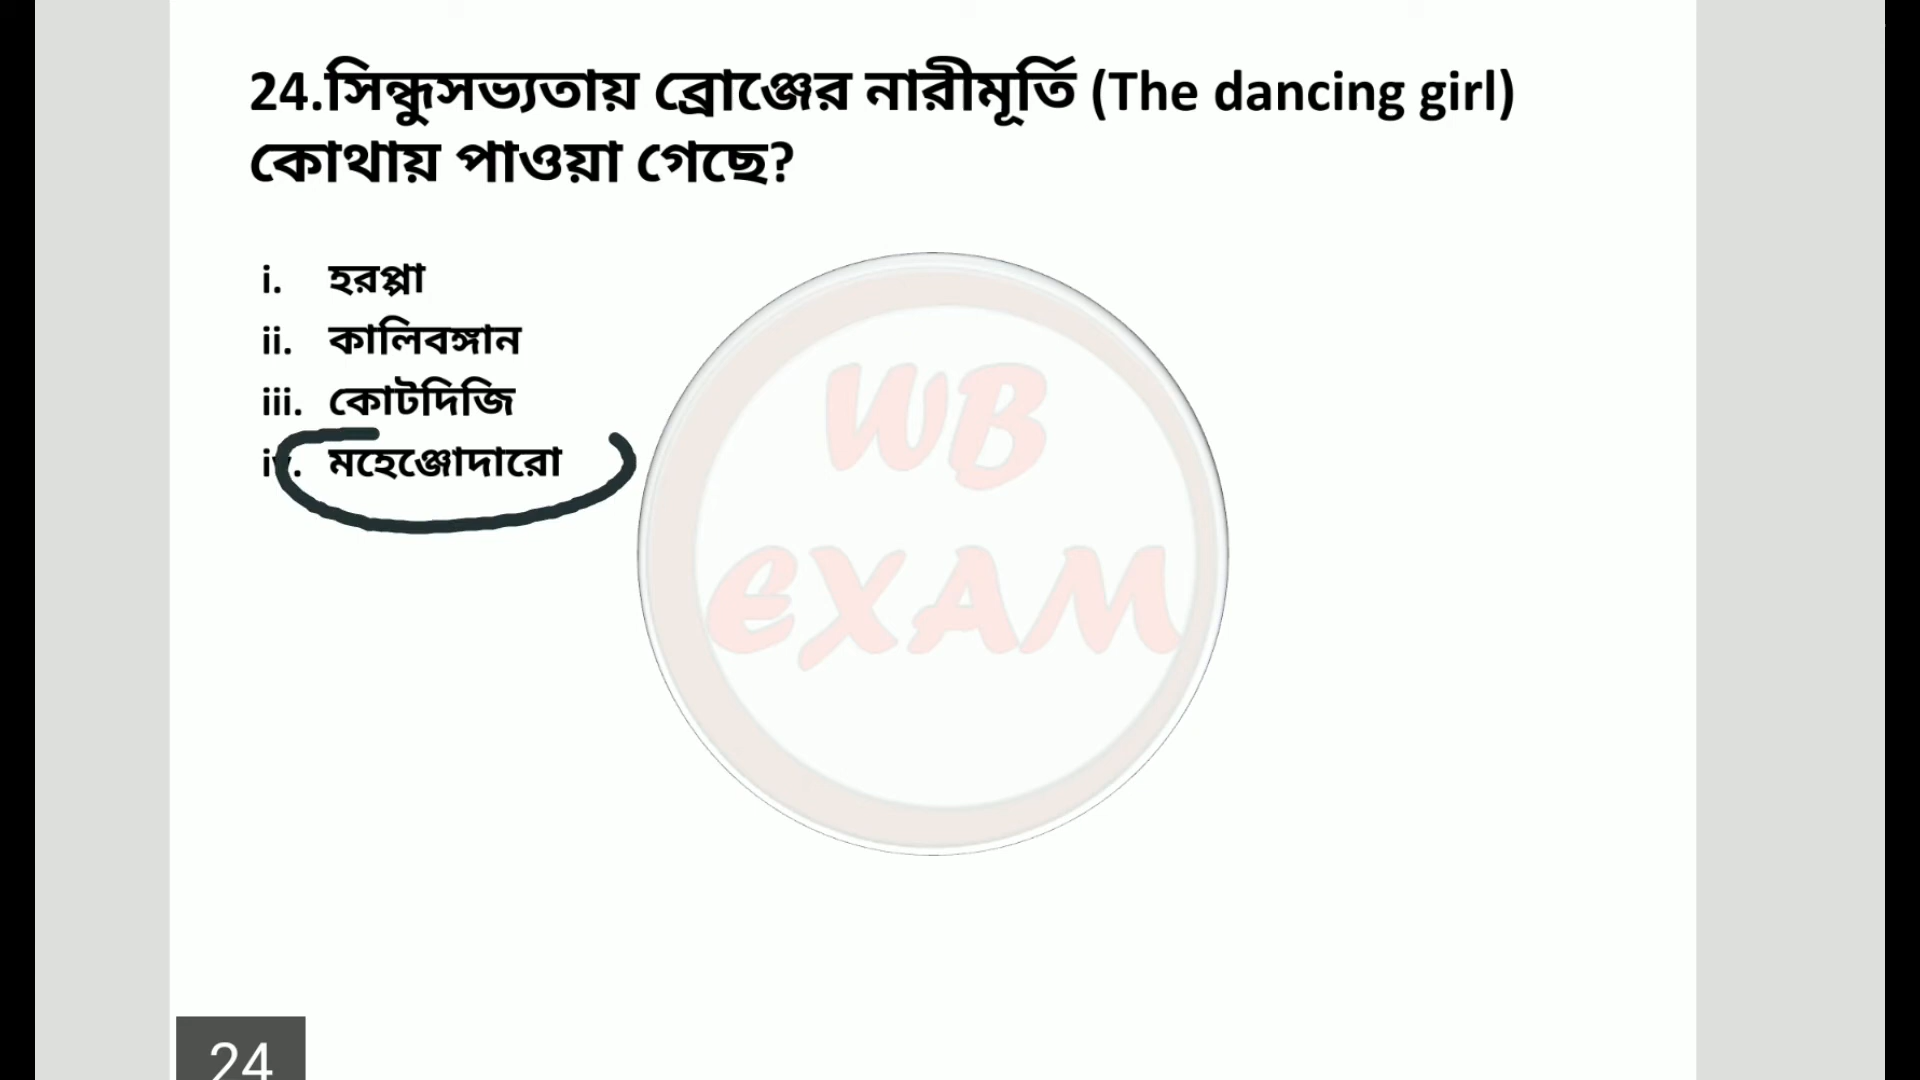 24.সিন্ধুসভ্যতায় ব্রোঞ্জের নারীমূর্তি (The dancing girl)
কোথায় পাওয়া গেছে?
i. হরপ্পা
ii. কালিবঙ্গান
iii. কোটদিজি
iv. মহেঞ্জোদারো
WB
EXAM
24